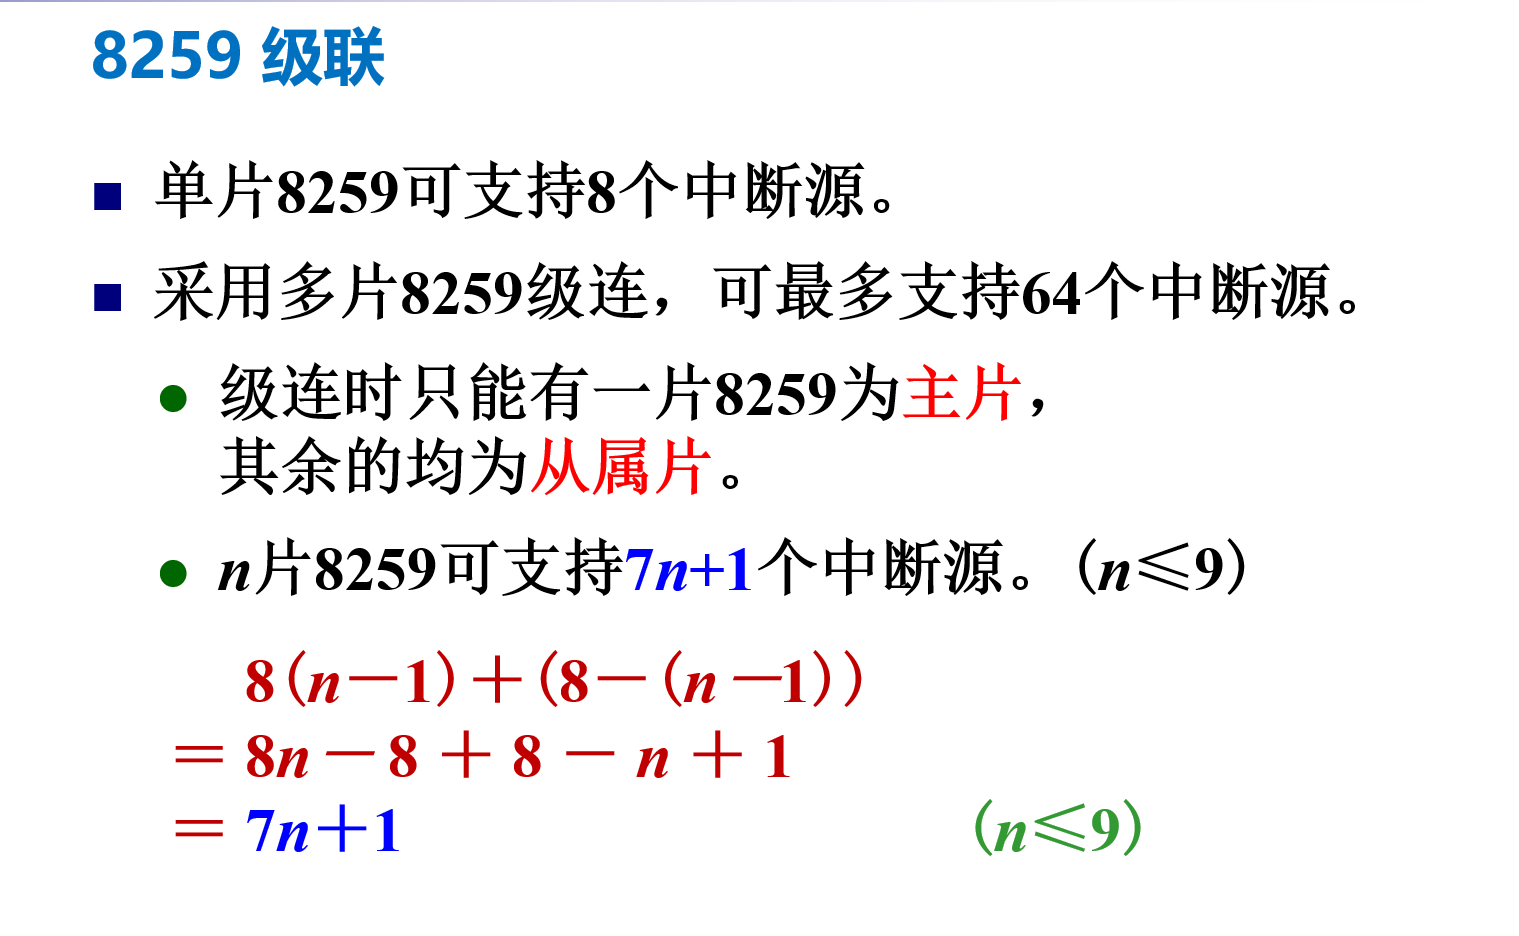 8259 级联
单片8259可支持8个中断源。
采用多片8259级连，可最多支持64个中断源。
级连时只能有一片8259为主片，
其余的均为从属片。
n片8259可支持7n+1个中断源。(n≤9)
8(n－1)＋(8－(n－1))
＝8n－8＋8－n＋1
＝7n＋1 (n≤9)